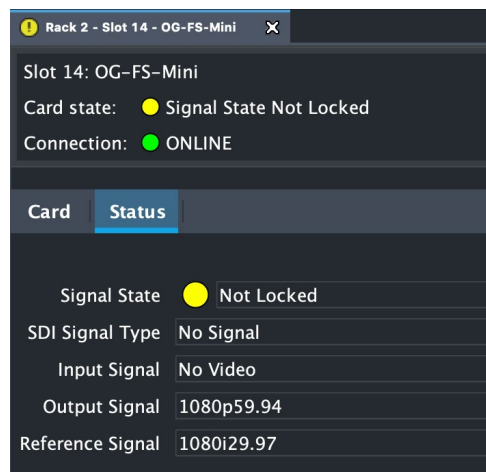 Rack 2 - Slot 14 - OG-FS-Mini X
Slot 14: OG-FS-Mini
Card state: Signal State Not Locked
Connection: ONLINE
Card Status
Signal State Not Locked
SDI Signal Type No Signal
Input Signal No Video
Output Signal 1080p59.94
Reference Signal 1080i29.97